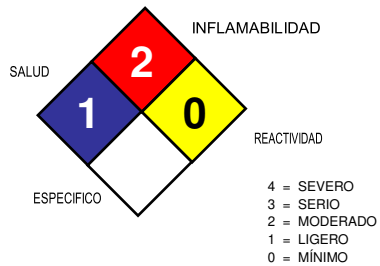 INFLAMABILIDAD
2
SALUD
1
0
REACTIVIDAD
ESPECIFICO
4 = SEVERO
3 = SERIO
2 = MODERADO
1 = LIGERO
0 = MÍNIMO